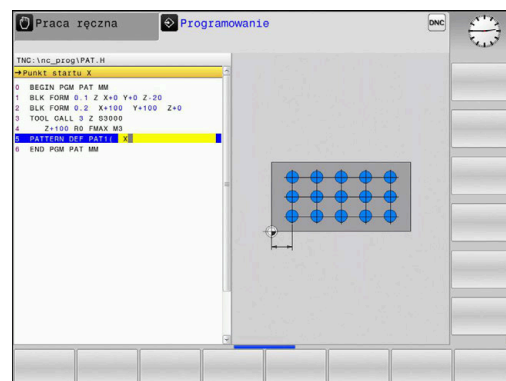 Praca ręczna
Programowanie
DNC
TNC:\nc_prog\PAT.H
→Punkt startu X
0 BEGIN PGM PAT MM
1 BLK FORM 0.1 Z X+0 Y+0 Z-20
2 BLK FORM 0.2 X+100 Y+100 Z+0
3 TOOL CALL 3 Z S3000
4 Z+100 R0 FMAX M3
5 PATTERN DEF PAT1( X
6 END PGM PAT MM